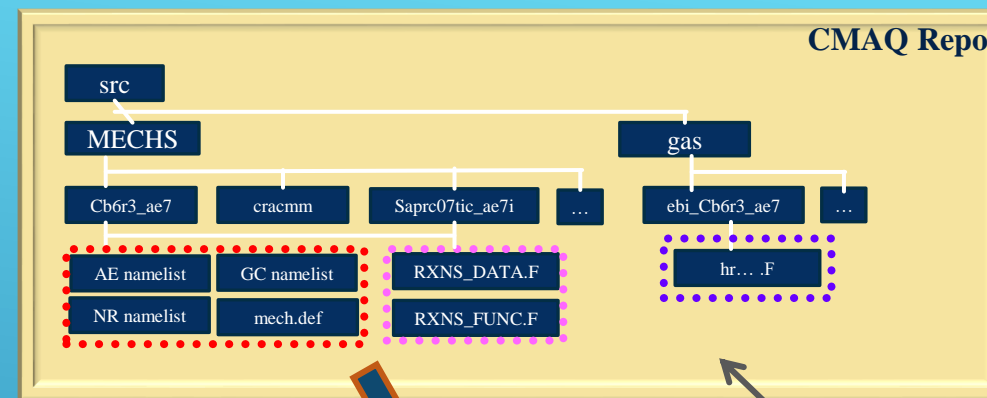 CMAQ Repo
src
MECHS
gas
Cb6r3_ae7
cracmm
Saprc07tic_ae7i
…
ebi_Cb6r3_ae7
…
AE namelist
GC namelist
RXNS_DATA.F
hr… .F
NR namelist
mech.def
RXNS_FUNC.F